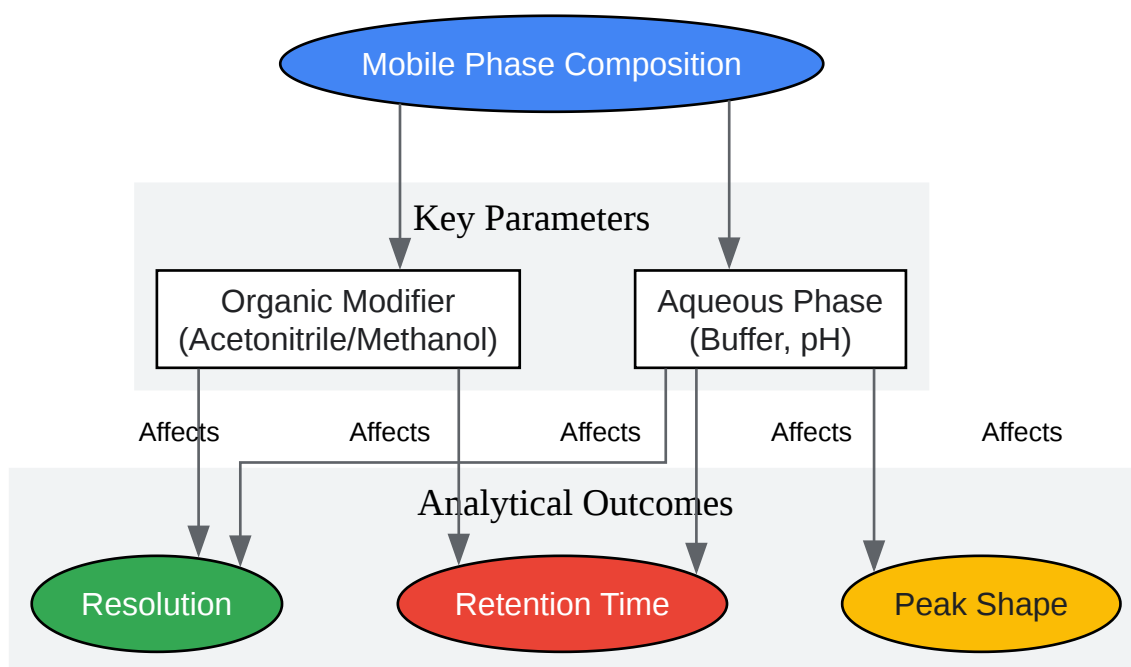 Mobile Phase Composition
Key Parameters
Organic Modifier
(Acetonitrile/Methanol)
Aqueous Phase
(Buffer, pH)
Affects
Affects
Affects
Affects
Affects
Analytical Outcomes
Resolution
Retention Time
Peak Shape